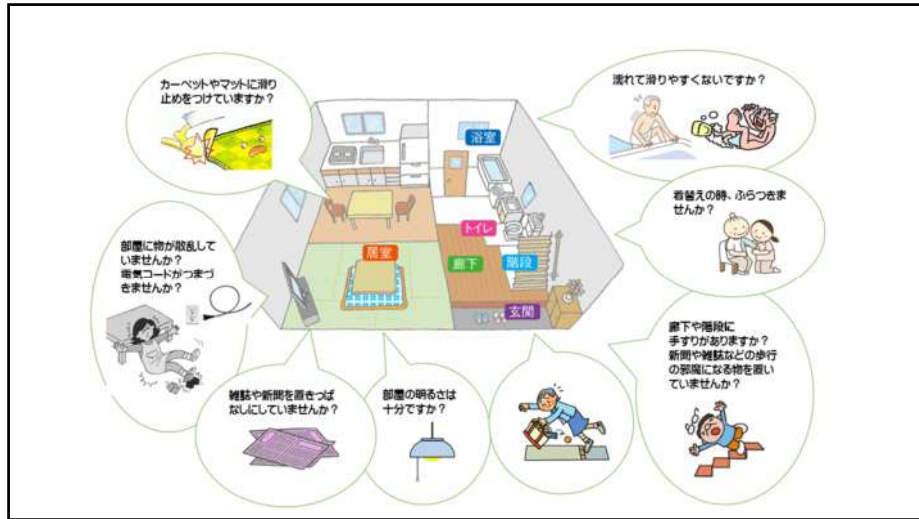 カーペットやマットに滑り
止めをつけていますか?
濡れて滑りやすくないですか?
浴室
着替えの時、ふらつきま
せんか?
トイレ
部屋に物が散乱して
いませんか?
電気コードがつまづ
きませんか?
居室
廊下
階段
玄関
廊下や階段に
手すりがありますか?
新聞や雑誌などの歩行
の邪魔になる物を置い
ていませんか?
雑誌や新聞を置きっぱ
なしにしていませんか?
部屋の明るさは
十分ですか?